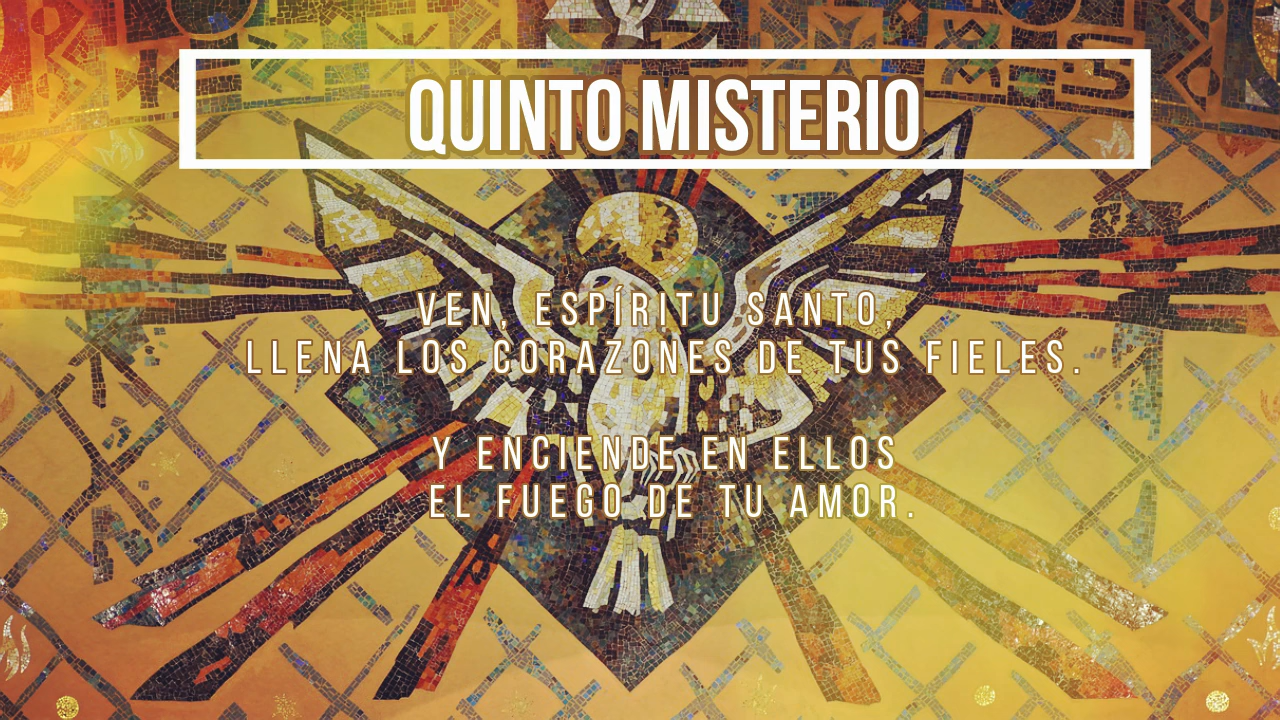 QUINTO MISTERIO
VEN, ESPÍRITU SANTO,
LLENA LOS CORAZONES DE TUS FIELES.
Y ENCIENDE EN ELLOS
EL FUEGO DE TU AMOR.